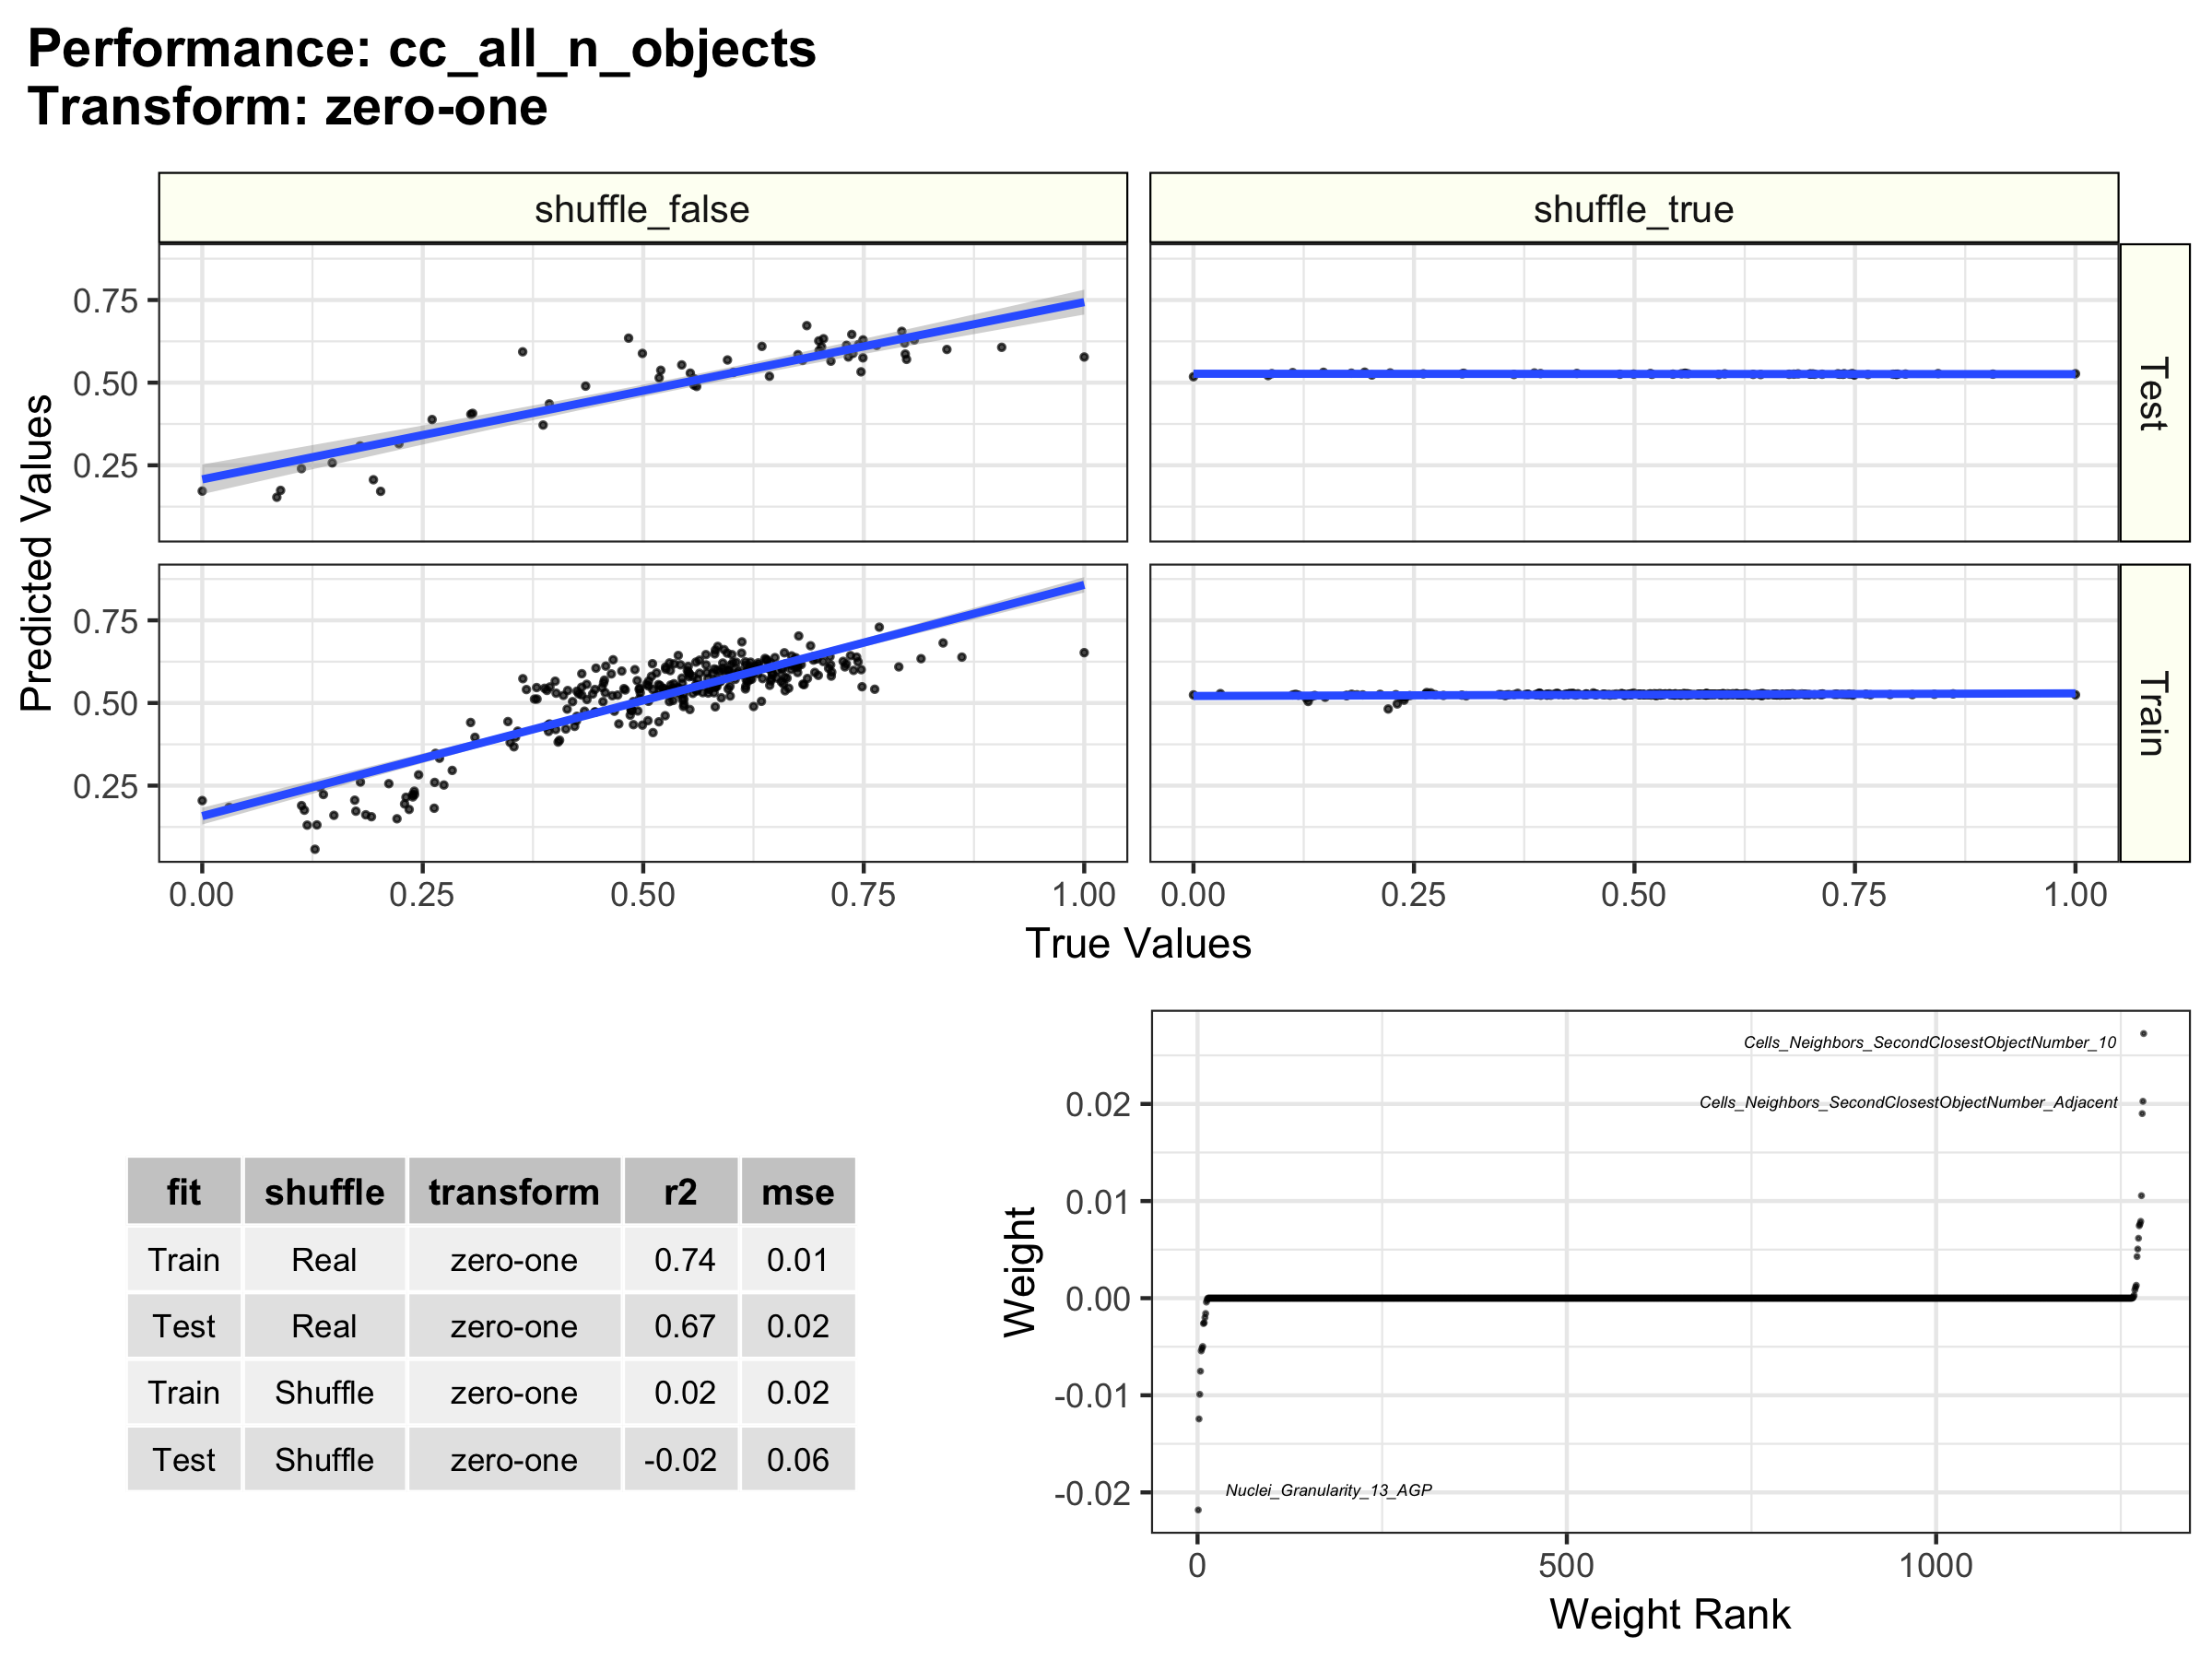 Performance: cc_all_n_objects
Transform: zero-one
shuffle_false
shuffle_true
0.75
0.50
0.25
Test
0.75
0.50
0.25
Train
Predicted Values
0.00 0.25 0.50 0.75 1.00
0.00 0.25 0.50 0.75 1.00
True Values
fit shuffle transform r2 mse
Train Real zero-one 0.74 0.01
Test Real zero-one 0.67 0.02
Train Shuffle zero-one 0.02 0.02
Test Shuffle zero-one -0.02 0.06
Cells_Neighbors_SecondClosestObjectNumber_10
Cells_Neighbors_SecondClosestObjectNumber_Adjacent
Nuclei_Granularity_13_AGP
0.02
0.01
0.00
-0.01
-0.02
Weight
0 500 1000
Weight Rank